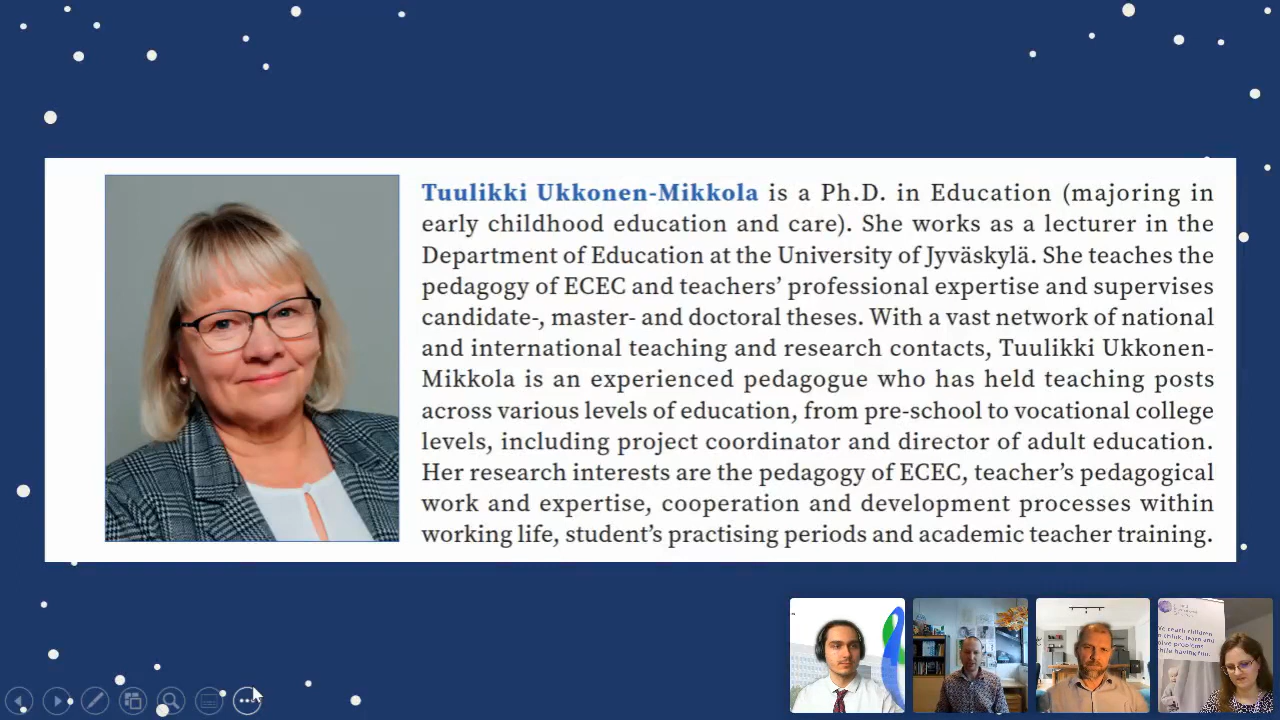 Tuulikki Ukkonen-Mikkola is a Ph.D. in Education (majoring in
early childhood education and care). She works as a lecturer in the
Department of Education at the University of Jyväskylä. She teaches the
pedagogy of ECEC and teachers’ professional expertise and supervises
candidate-, master- and doctoral theses. With a vast network of national
and international teaching and research contacts, Tuulikki Ukkonen-
Mikkola is an experienced pedagogue who has held teaching posts
across various levels of education, from pre-school to vocational college
levels, including project coordinator and director of adult education.
Her research interests are the pedagogy of ECEC, teacher’s pedagogical
work and expertise, cooperation and development processes within
working life, student’s practising periods and academic teacher training.
children
learn and
while having fun.